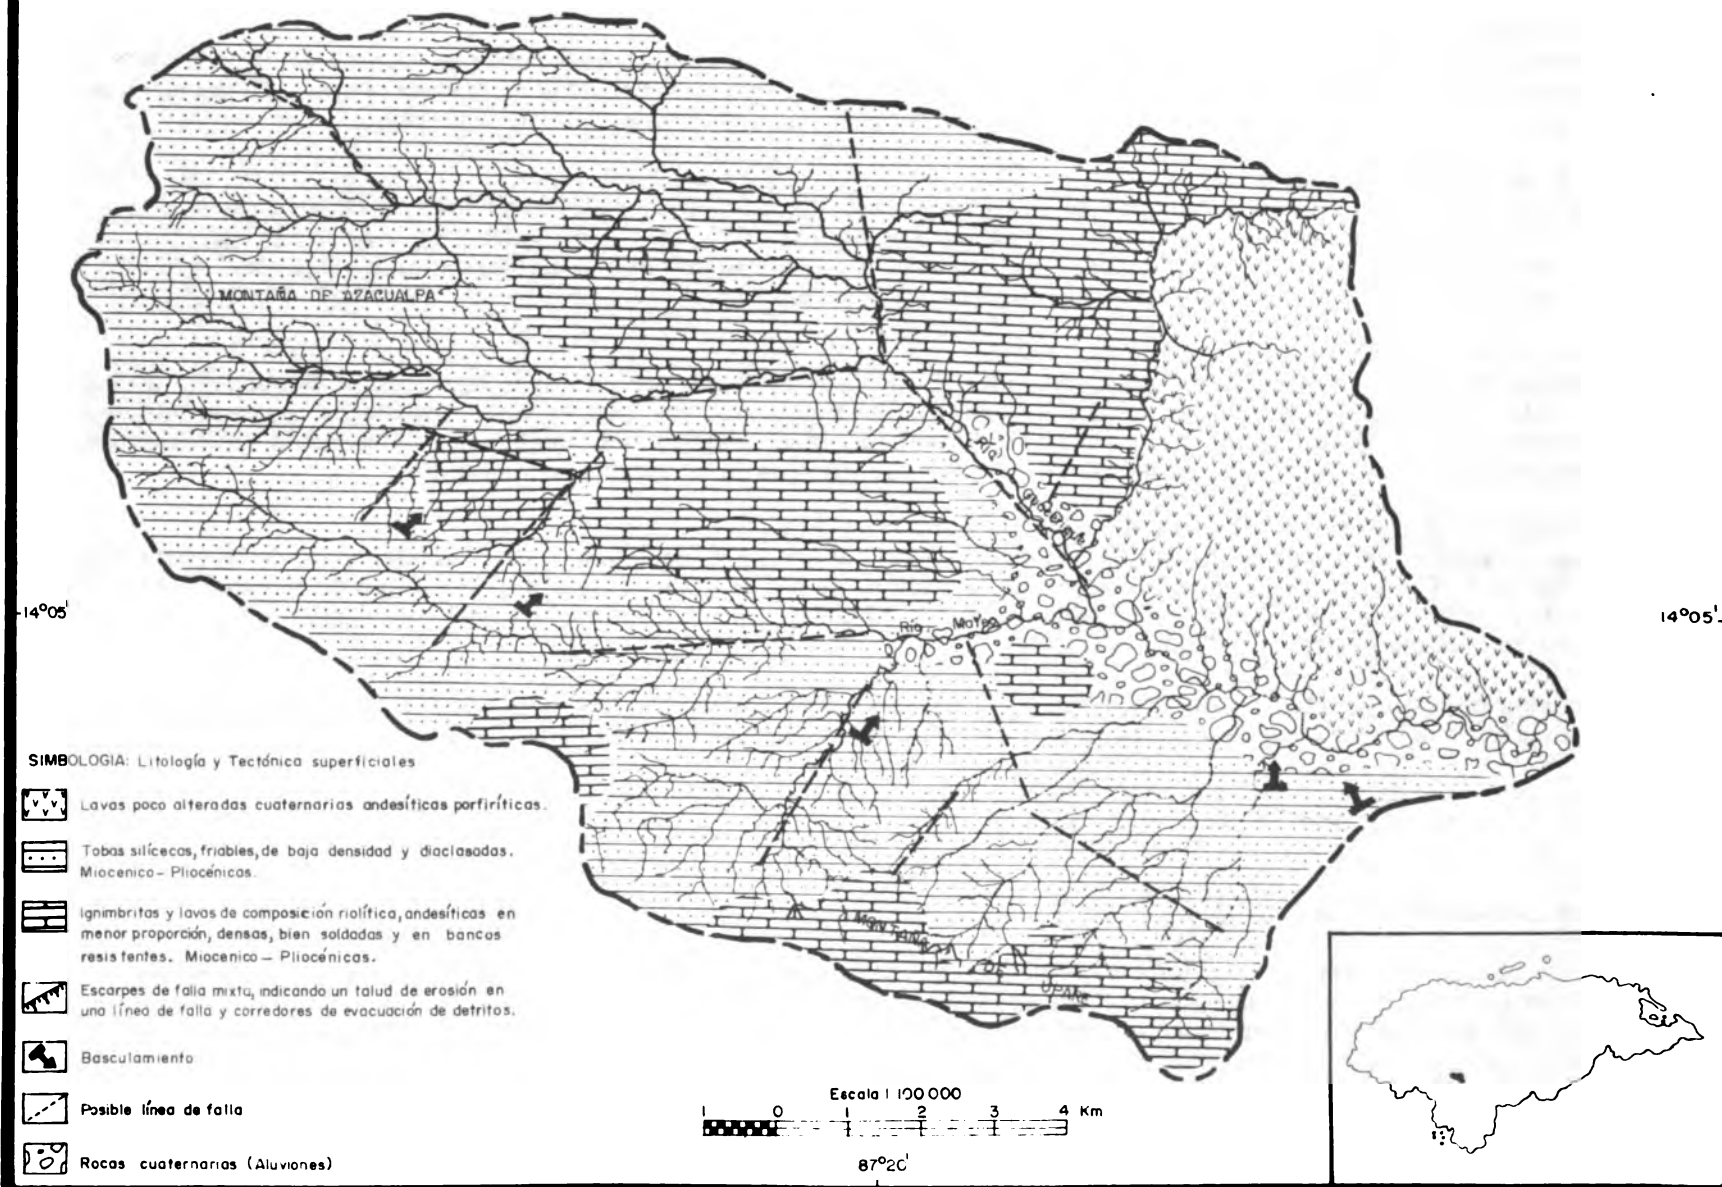 MONTAÑA DE AZACUALPA
14°05'
14°05'
Río Maypa
MONTAÑA DE UPARE
SIMBOLOGIA: Litología y Tectónica superficiales
Lavas poco alteradas cuaternarias andesíticas porfiríticas.
Tobas silíceas, friables, de baja densidad y diaclasadas.
Miocenico - Pliocénicas.
Ignimbritas y lavas de composición riolítica, andesíticas en
menor proporción, densas, bien soldadas y en bancos
resistentes. Miocenico - Pliocénicas.
Escarpes de falla mixta, indicando un talud de erosión en
una línea de falla y corredores de evacuación de detritos.
Basculamiento
Posible línea de falla
Rocas cuaternarias (Aluviones)
Escala 1 100 000
1 0 1 2 3 4 Km
87°20'